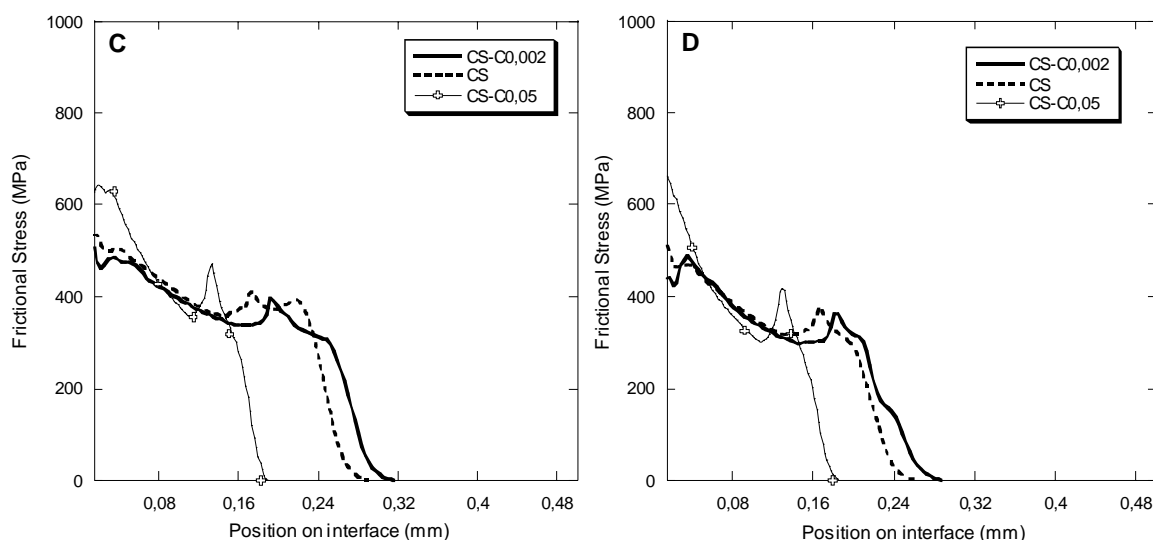 C
CS-C0,002
CS
CS-C0,05
1000
800
600
400
200
0
Frictional Stress (MPa)
0,08
0,16
0,24
0,32
0,4
0,48
Position on interface (mm)
D
CS-C0,002
CS
CS-C0,05
1000
800
600
400
200
0
Frictional Stress (MPa)
0,08
0,16
0,24
0,32
0,4
0,48
Position on interface (mm)